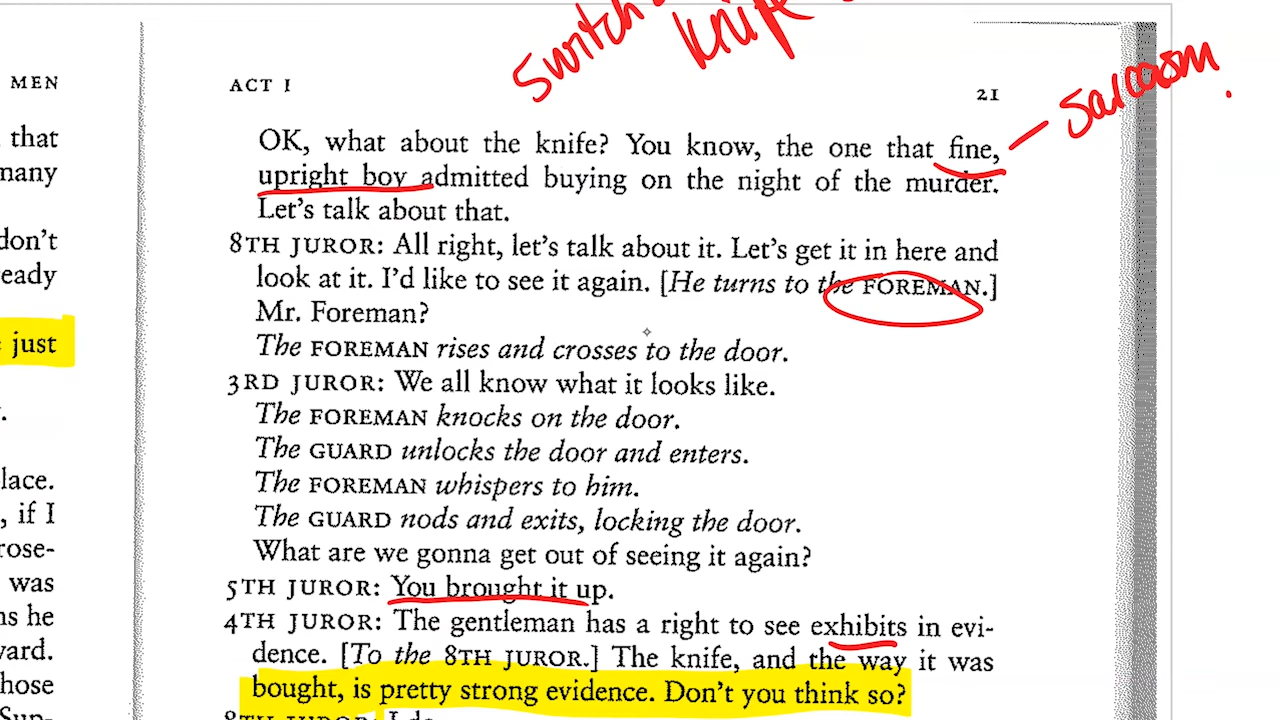 switch
knife
sarcasm.
MEN
ACT I
21
that
many
don't
ready
just
lace.
, if I
rose-
was
ns he
vard.
hose
Sup-
OK, what about the knife? You know, the one that fine,
upright boy admitted buying on the night of the murder.
Let's talk about that.
8TH JUROR: All right, let's talk about it. Let's get it in here and
look at it. I'd like to see it again. [He turns to the FOREMAN.]
Mr. Foreman?
The FOREMAN rises and crosses to the door.
3RD JUROR: We all know what it looks like.
The FOREMAN knocks on the door.
The GUARD unlocks the door and enters.
The FOREMAN whispers to him.
The GUARD nods and exits, locking the door.
What are we gonna get out of seeing it again?
5TH JUROR: You brought it up.
4TH JUROR: The gentleman has a right to see exhibits in evi-
dence. [To the 8TH JUROR.] The knife, and the way it was
bought, is pretty strong evidence. Don't you think so?
8TH JUROR: I do